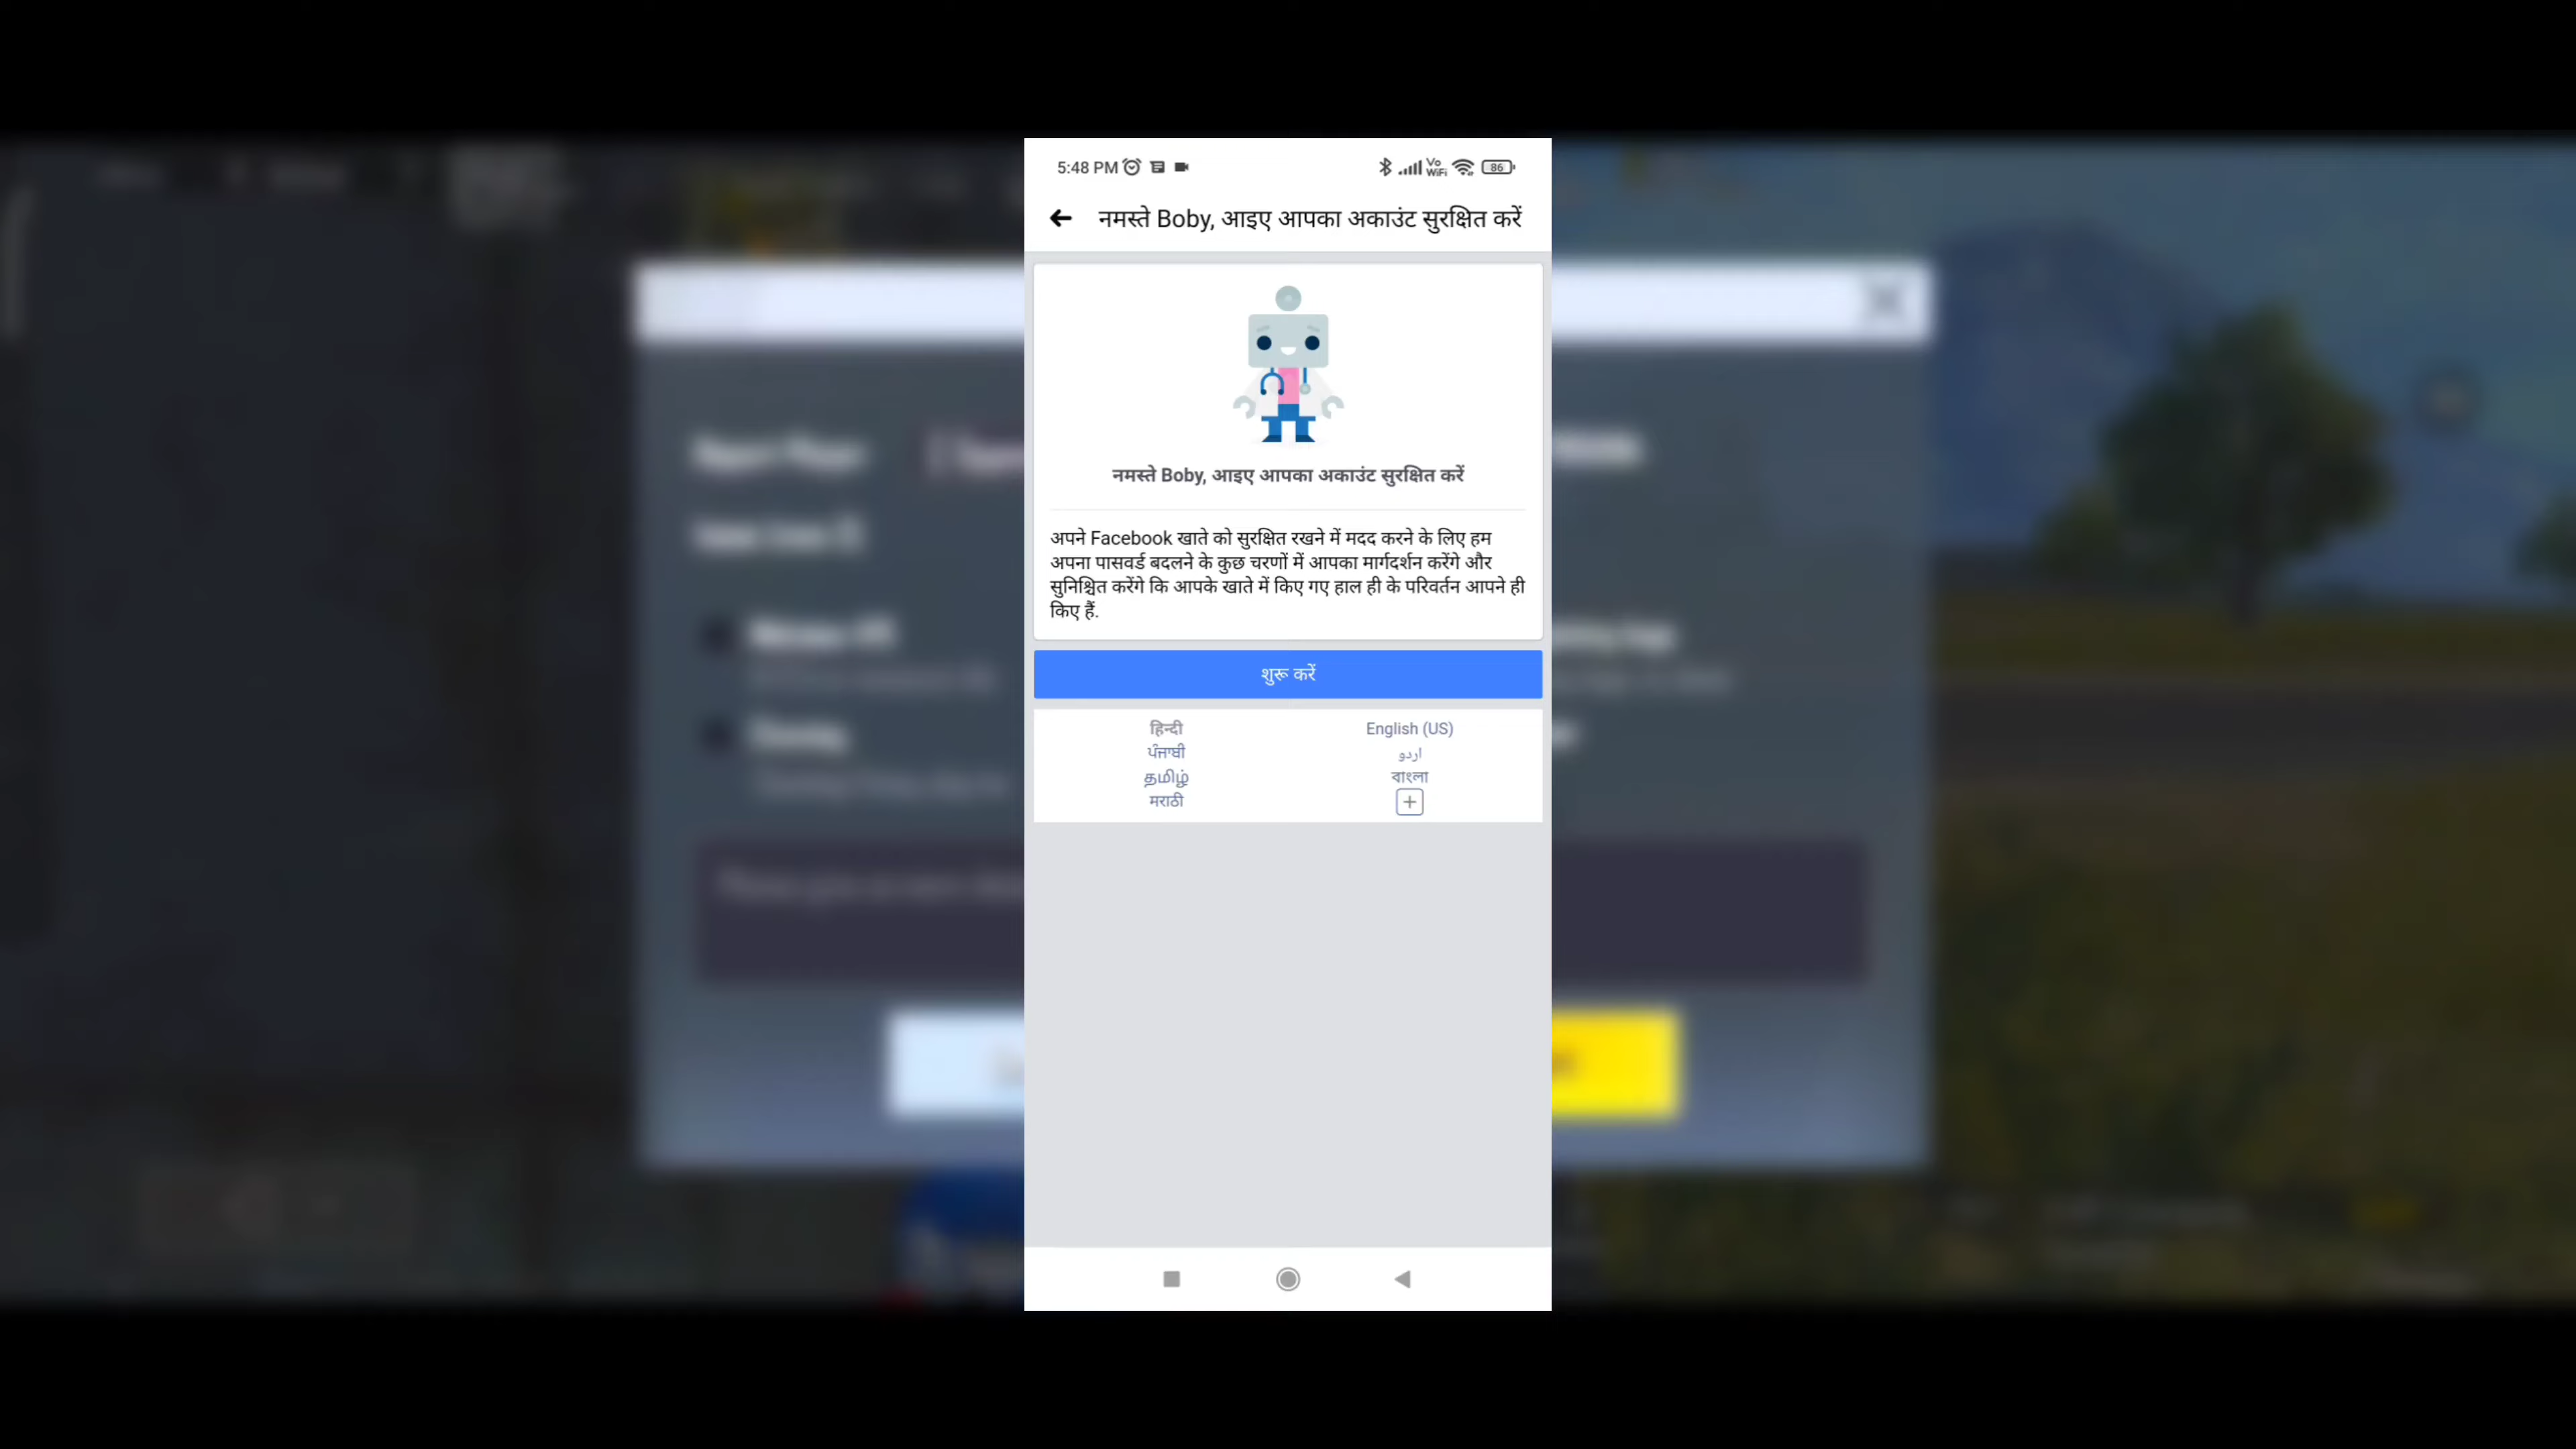 5:48 PM
Vo WiFi 86
नमस्ते Boby, आइए आपका अकाउंट सुरक्षित करें
नमस्ते Boby, आइए आपका अकाउंट सुरक्षित करें
अपने Facebook खाते को सुरक्षित रखने में मदद करने के लिए हम
अपना पासवर्ड बदलने के कुछ चरणों में आपका मार्गदर्शन करेंगे और
सुनिश्चित करेंगे कि आपके खाते में किए गए हाल ही के परिवर्तन आपने ही
किए हैं.
शुरू करें
हिन्दी English (US)
ਪੰਜਾਬੀ اردو
தமிழ் বাংলা
मराठी